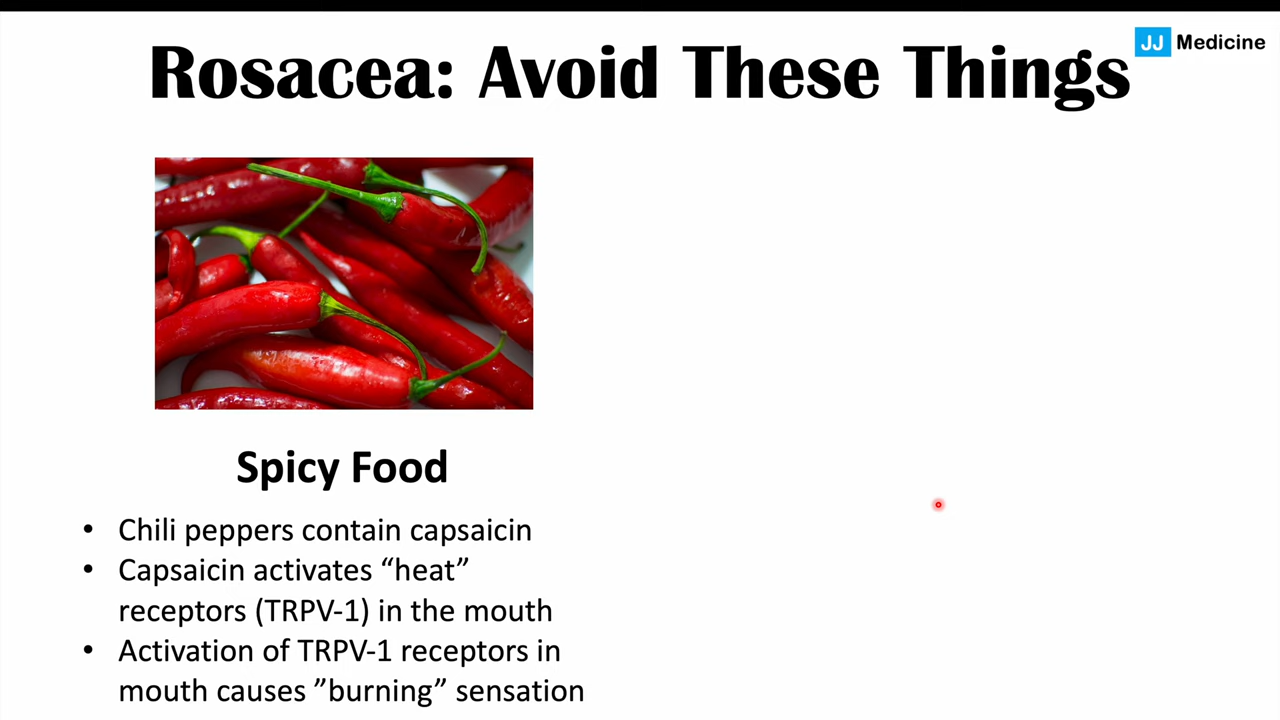 Rosacea: Avoid These Things
JJ Medicine
Spicy Food
• Chili peppers contain capsaicin
• Capsaicin activates “heat”
receptors (TRPV-1) in the mouth
• Activation of TRPV-1 receptors in
mouth causes ”burning” sensation